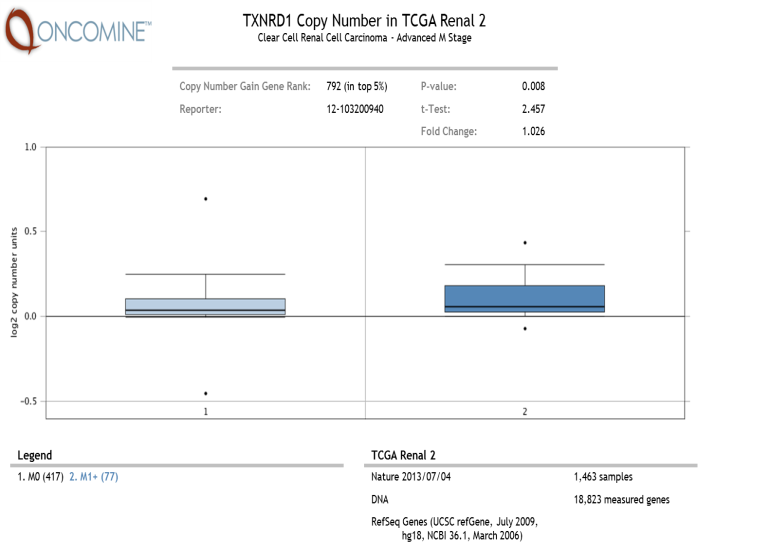 ONCOMINE™
TXNRD1 Copy Number in TCGA Renal 2
Clear Cell Renal Cell Carcinoma - Advanced M Stage
Copy Number Gain Gene Rank: 792 (in top 5%) P-value: 0.008
Reporter: 12-103200940 t-Test: 2.457
Fold Change: 1.026
log2 copy number units
1.0
0.5
0.0
−0.5
1 2
Legend
1. M0 (417) 2. M1+ (77)
TCGA Renal 2
Nature 2013/07/04 1,463 samples
DNA 18,823 measured genes
RefSeq Genes (UCSC refGene, July 2009,
hg18, NCBI 36.1, March 2006)